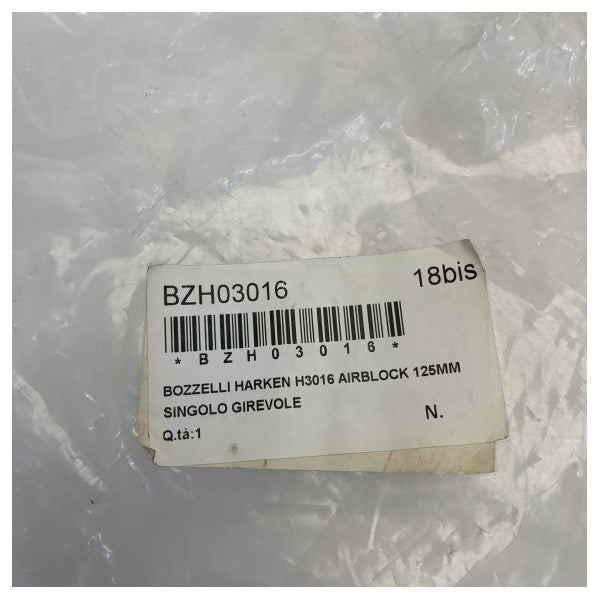 BZH03016 18bis
*BZH03016*
BOZZELLI HARKEN H3016 AIRBLOCK 125MM
SINGOLO GIREVOLE
N.
Q.tà:1